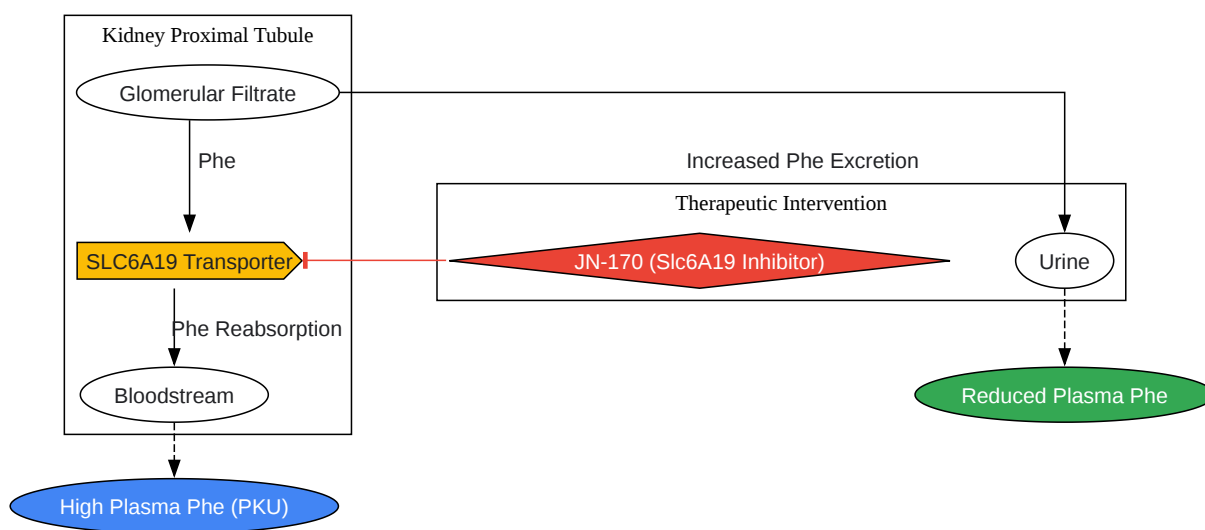 Kidney Proximal Tubule
Glomerular Filtrate
Phe
Increased Phe Excretion
Therapeutic Intervention
SLC6A19 Transporter
JN-170 (Slc6A19 Inhibitor)
Urine
Phe Reabsorption
Bloodstream
Reduced Plasma Phe
High Plasma Phe (PKU)